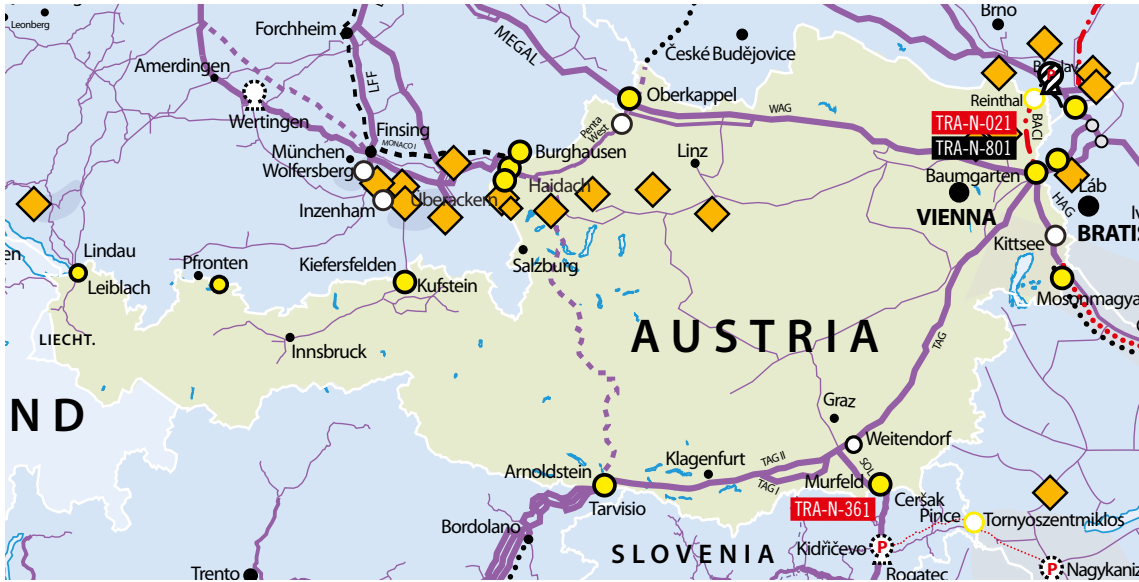 Leonberg
Forchheim
Brno
MEGAL
České Budějovice
Amerdingen
LFF
Oberkappel
WAG
Reinthal
Wertingen
Penta
West
BACI
TRA-N-021
Finsing
MONACO I
TRA-N-801
München
Burghausen
Linz
Wolfersberg
Haidach
Baumgarten
Überackern
Láb
Inzenham
VIENNA
HAG
BRATIS
Kittsee
Lindau
Pfronten
Kiefersfelden
Salzburg
Leiblach
Kufstein
Mosonmagya
LIECHT.
Innsbruck
AUSTRIA
TAG
ND
Graz
Weitendorf
Klagenfurt
TAG II
SOL
Arnoldstein
TAG I
Murfeld
Tarvisio
Ceršak
TRA-N-361
Pince
Tornyoszentmiklos
Bordolano
SLOVENIA
Kidričevo
P
Trento
Rogatec
P
Nagykaniz